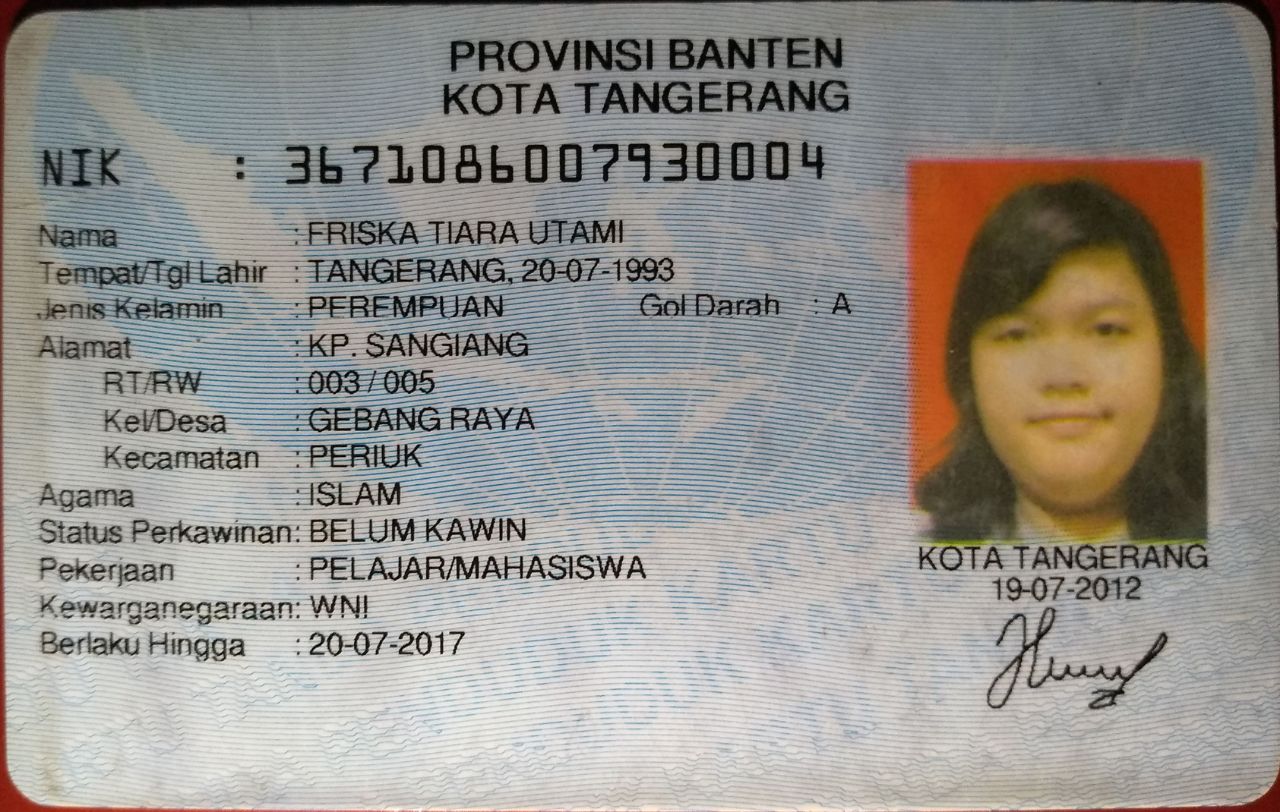 PROVINSI BANTEN
KOTA TANGERANG
NIK : 3671086007930004
Nama : FRISKA TIARA UTAMI
Tempat/Tgl Lahir : TANGERANG, 20-07-1993
Jenis Kelamin : PEREMPUAN Gol Darah : A
Alamat : KP. SANGIANG
RT/RW : 003 / 005
Kel/Desa : GEBANG RAYA
Kecamatan : PERIUK
Agama : ISLAM
Status Perkawinan: BELUM KAWIN
Pekerjaan : PELAJAR/MAHASISWA
Kewarganegaraan: WNI
Berlaku Hingga : 20-07-2017
KOTA TANGERANG
19-07-2012